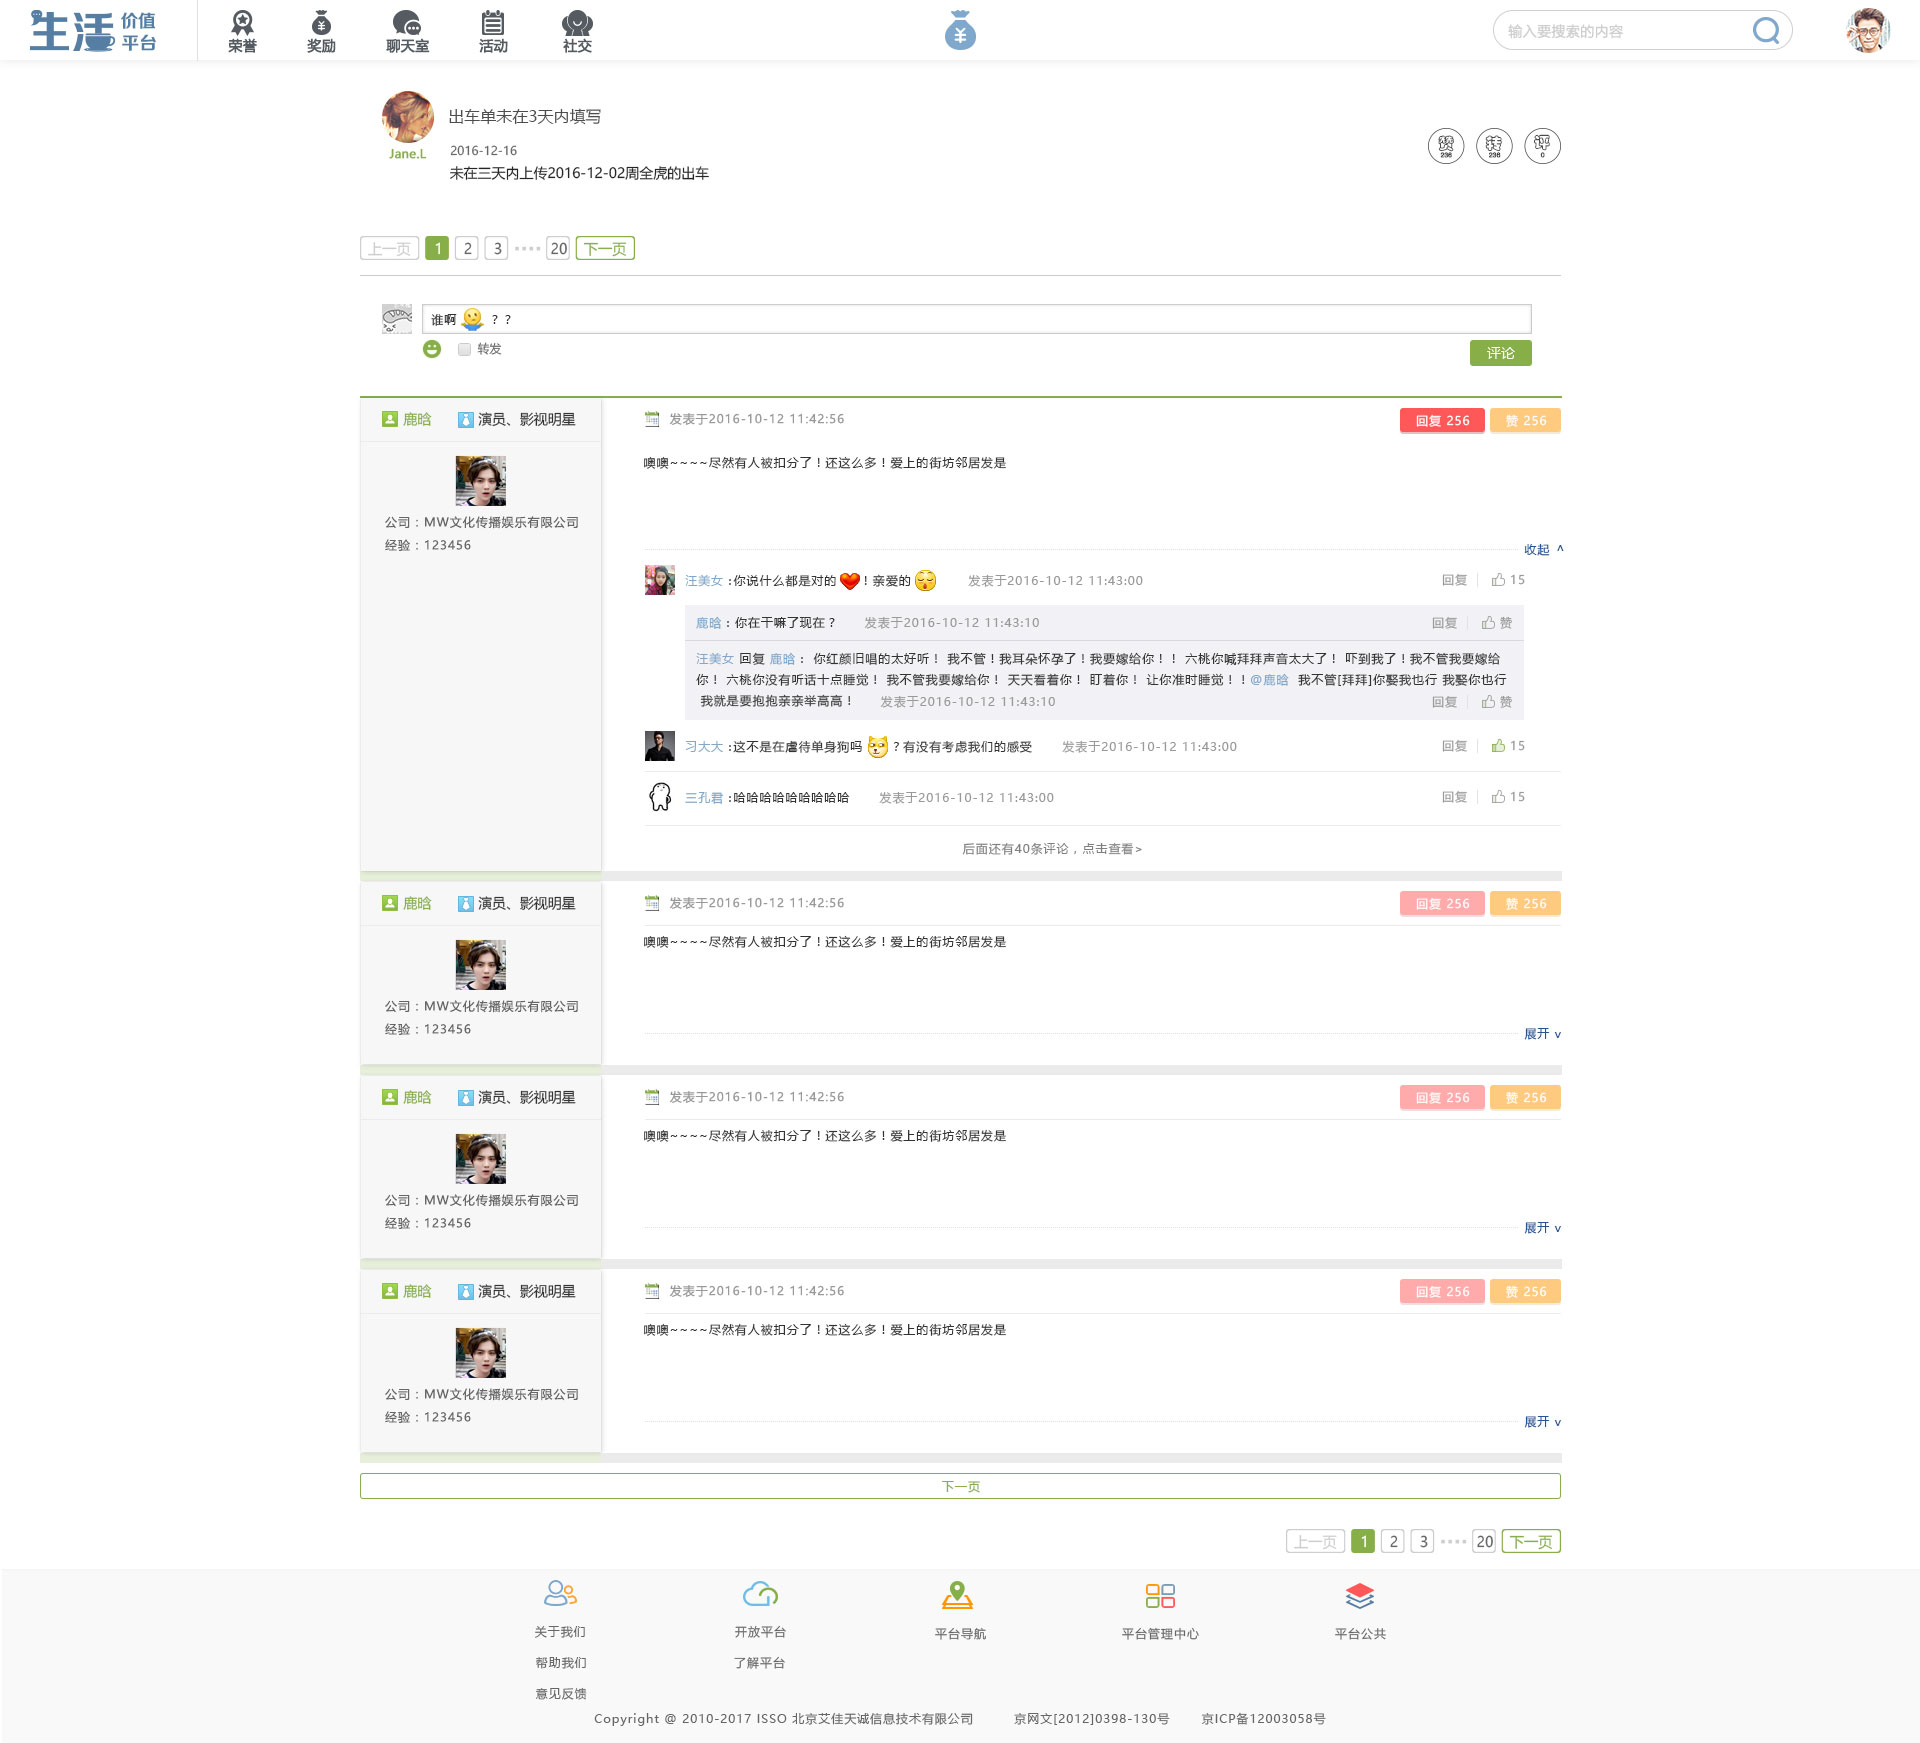 生活 价值平台
荣誉 奖励 聊天室 活动 社交
输入要搜索的内容
出车单未在3天内填写
Jane.L
2016-12-16
未在三天内上传2016-12-02周全虎的出车
赞 236 转 236 评 0
上一页 1 2 3 20 下一页
谁啊 ? ?
转发
评论
鹿晗 演员、影视明星
发表于2016-10-12 11:42:56
回复 256 赞 256
噢噢~~~~尽然有人被扣分了！还这么多！爱上的街坊邻居发是
公司：MW文化传播娱乐有限公司
经验：123456
收起 ^
汪美女 :你说什么都是对的 ！亲爱的 发表于2016-10-12 11:43:00 回复 15
鹿晗：你在干嘛了现在？ 发表于2016-10-12 11:43:10 回复 赞
汪美女 回复 鹿晗： 你红颜旧唱的太好听！ 我不管！我耳朵怀孕了！我要嫁给你！！ 六桃你喊拜拜声音太大了！ 吓到我了！我不管我要嫁给
你！ 六桃你没有听话十点睡觉！ 我不管我要嫁给你！ 天天看着你！ 盯着你！ 让你准时睡觉！！@鹿晗 我不管[拜拜]你娶我也行 我娶你也行
我就是要抱抱亲亲举高高！ 发表于2016-10-12 11:43:10 回复 赞
习大大 :这不是在虐待单身狗吗 ？有没有考虑我们的感受 发表于2016-10-12 11:43:00 回复 15
三孔君 :哈哈哈哈哈哈哈哈哈 发表于2016-10-12 11:43:00 回复 15
后面还有40条评论，点击查看>
鹿晗 演员、影视明星
发表于2016-10-12 11:42:56
回复 256 赞 256
噢噢~~~~尽然有人被扣分了！还这么多！爱上的街坊邻居发是
公司：MW文化传播娱乐有限公司
经验：123456
展开 v
鹿晗 演员、影视明星
发表于2016-10-12 11:42:56
回复 256 赞 256
噢噢~~~~尽然有人被扣分了！还这么多！爱上的街坊邻居发是
公司：MW文化传播娱乐有限公司
经验：123456
展开 v
鹿晗 演员、影视明星
发表于2016-10-12 11:42:56
回复 256 赞 256
噢噢~~~~尽然有人被扣分了！还这么多！爱上的街坊邻居发是
公司：MW文化传播娱乐有限公司
经验：123456
展开 v
下一页
上一页 1 2 3 20 下一页
关于我们 开放平台 平台导航 平台管理中心 平台公共
帮助我们 了解平台
意见反馈
Copyright @ 2010-2017 ISSO 北京艾佳天诚信息技术有限公司 京网文[2012]0398-130号 京ICP备12003058号